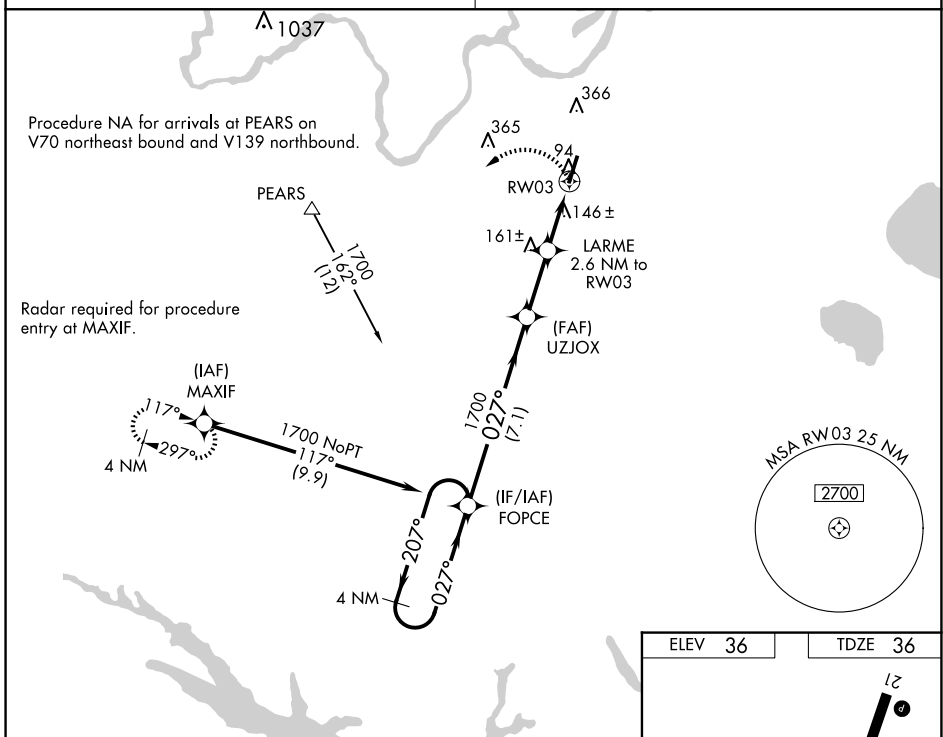 1037
Procedure NA for arrivals at PEARS on
V70 northeast bound and V139 northbound.
366
365
94
RW03
146±
PEARS
161±
LARME
2.6 NM to
RW03
1700
162°
(12)
Radar required for procedure
entry at MAXIF.
(FAF)
UZJOX
(IAF)
MAXIF
117°
297°
4 NM
1700 NoPT
117°
(9.9)
1700
027°
(7.1)
MSA RW03 25 NM
2700
(IF/IAF)
FOPCE
207°
027°
4 NM
ELEV 36
TDZE 36
21
P